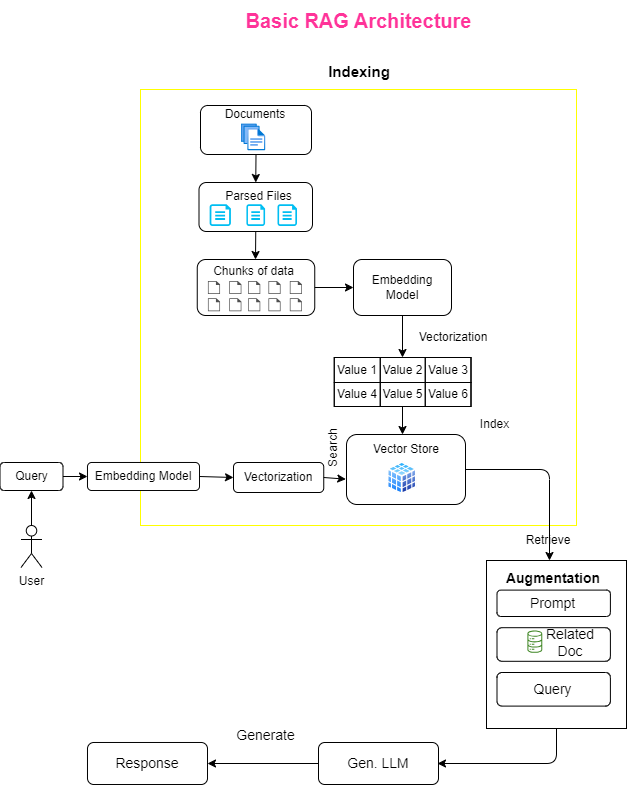 Basic RAG Architecture
Indexing
Documents
Parsed Files
Chunks of data
Embedding
Model
Vectorization
Value 1 Value 2 Value 3
Value 4 Value 5 Value 6
Index
Search
Vector Store
Query
Embedding Model
Vectorization
User
Retrieve
Augmentation
Prompt
Related
Doc
Query
Generate
Response
Gen. LLM